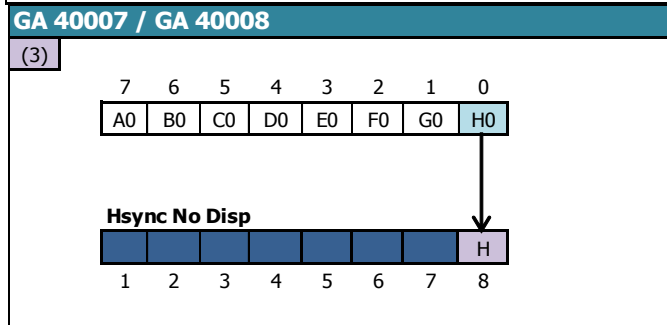 GA 40007 / GA 40008
(3)
7 6 5 4 3 2 1 0
A0 B0 C0 D0 E0 F0 G0 H0
Hsync No Disp
H
1 2 3 4 5 6 7 8